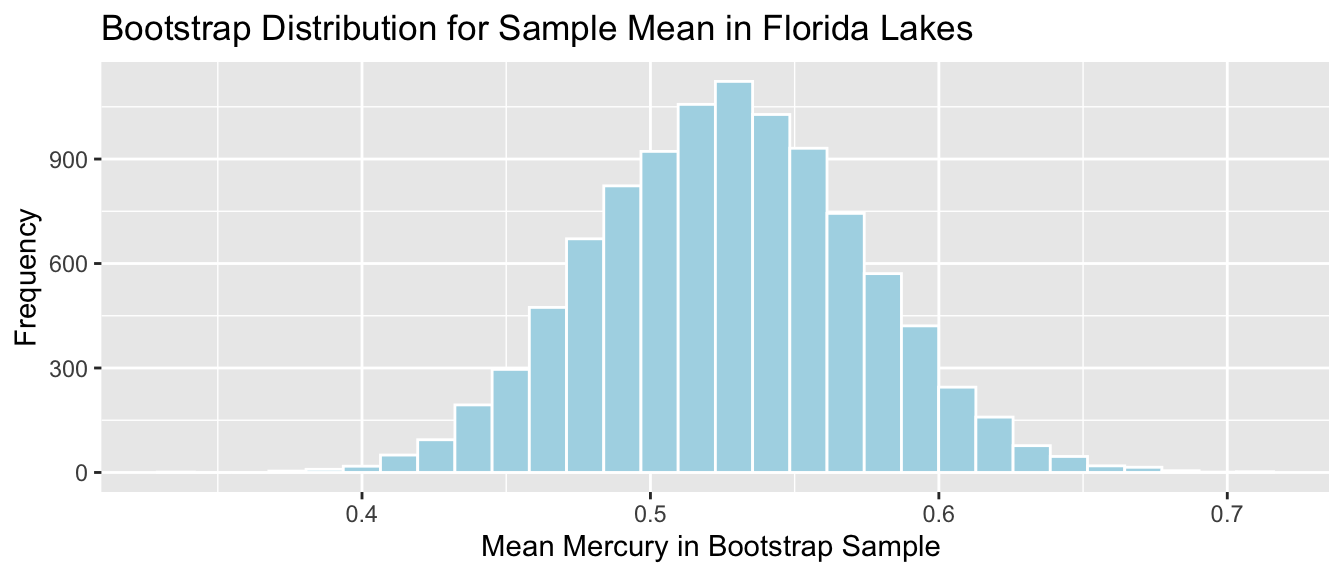 Bootstrap Distribution for Sample Mean in Florida Lakes
Frequency
900
600
300
0
0.4 0.5 0.6 0.7
Mean Mercury in Bootstrap Sample